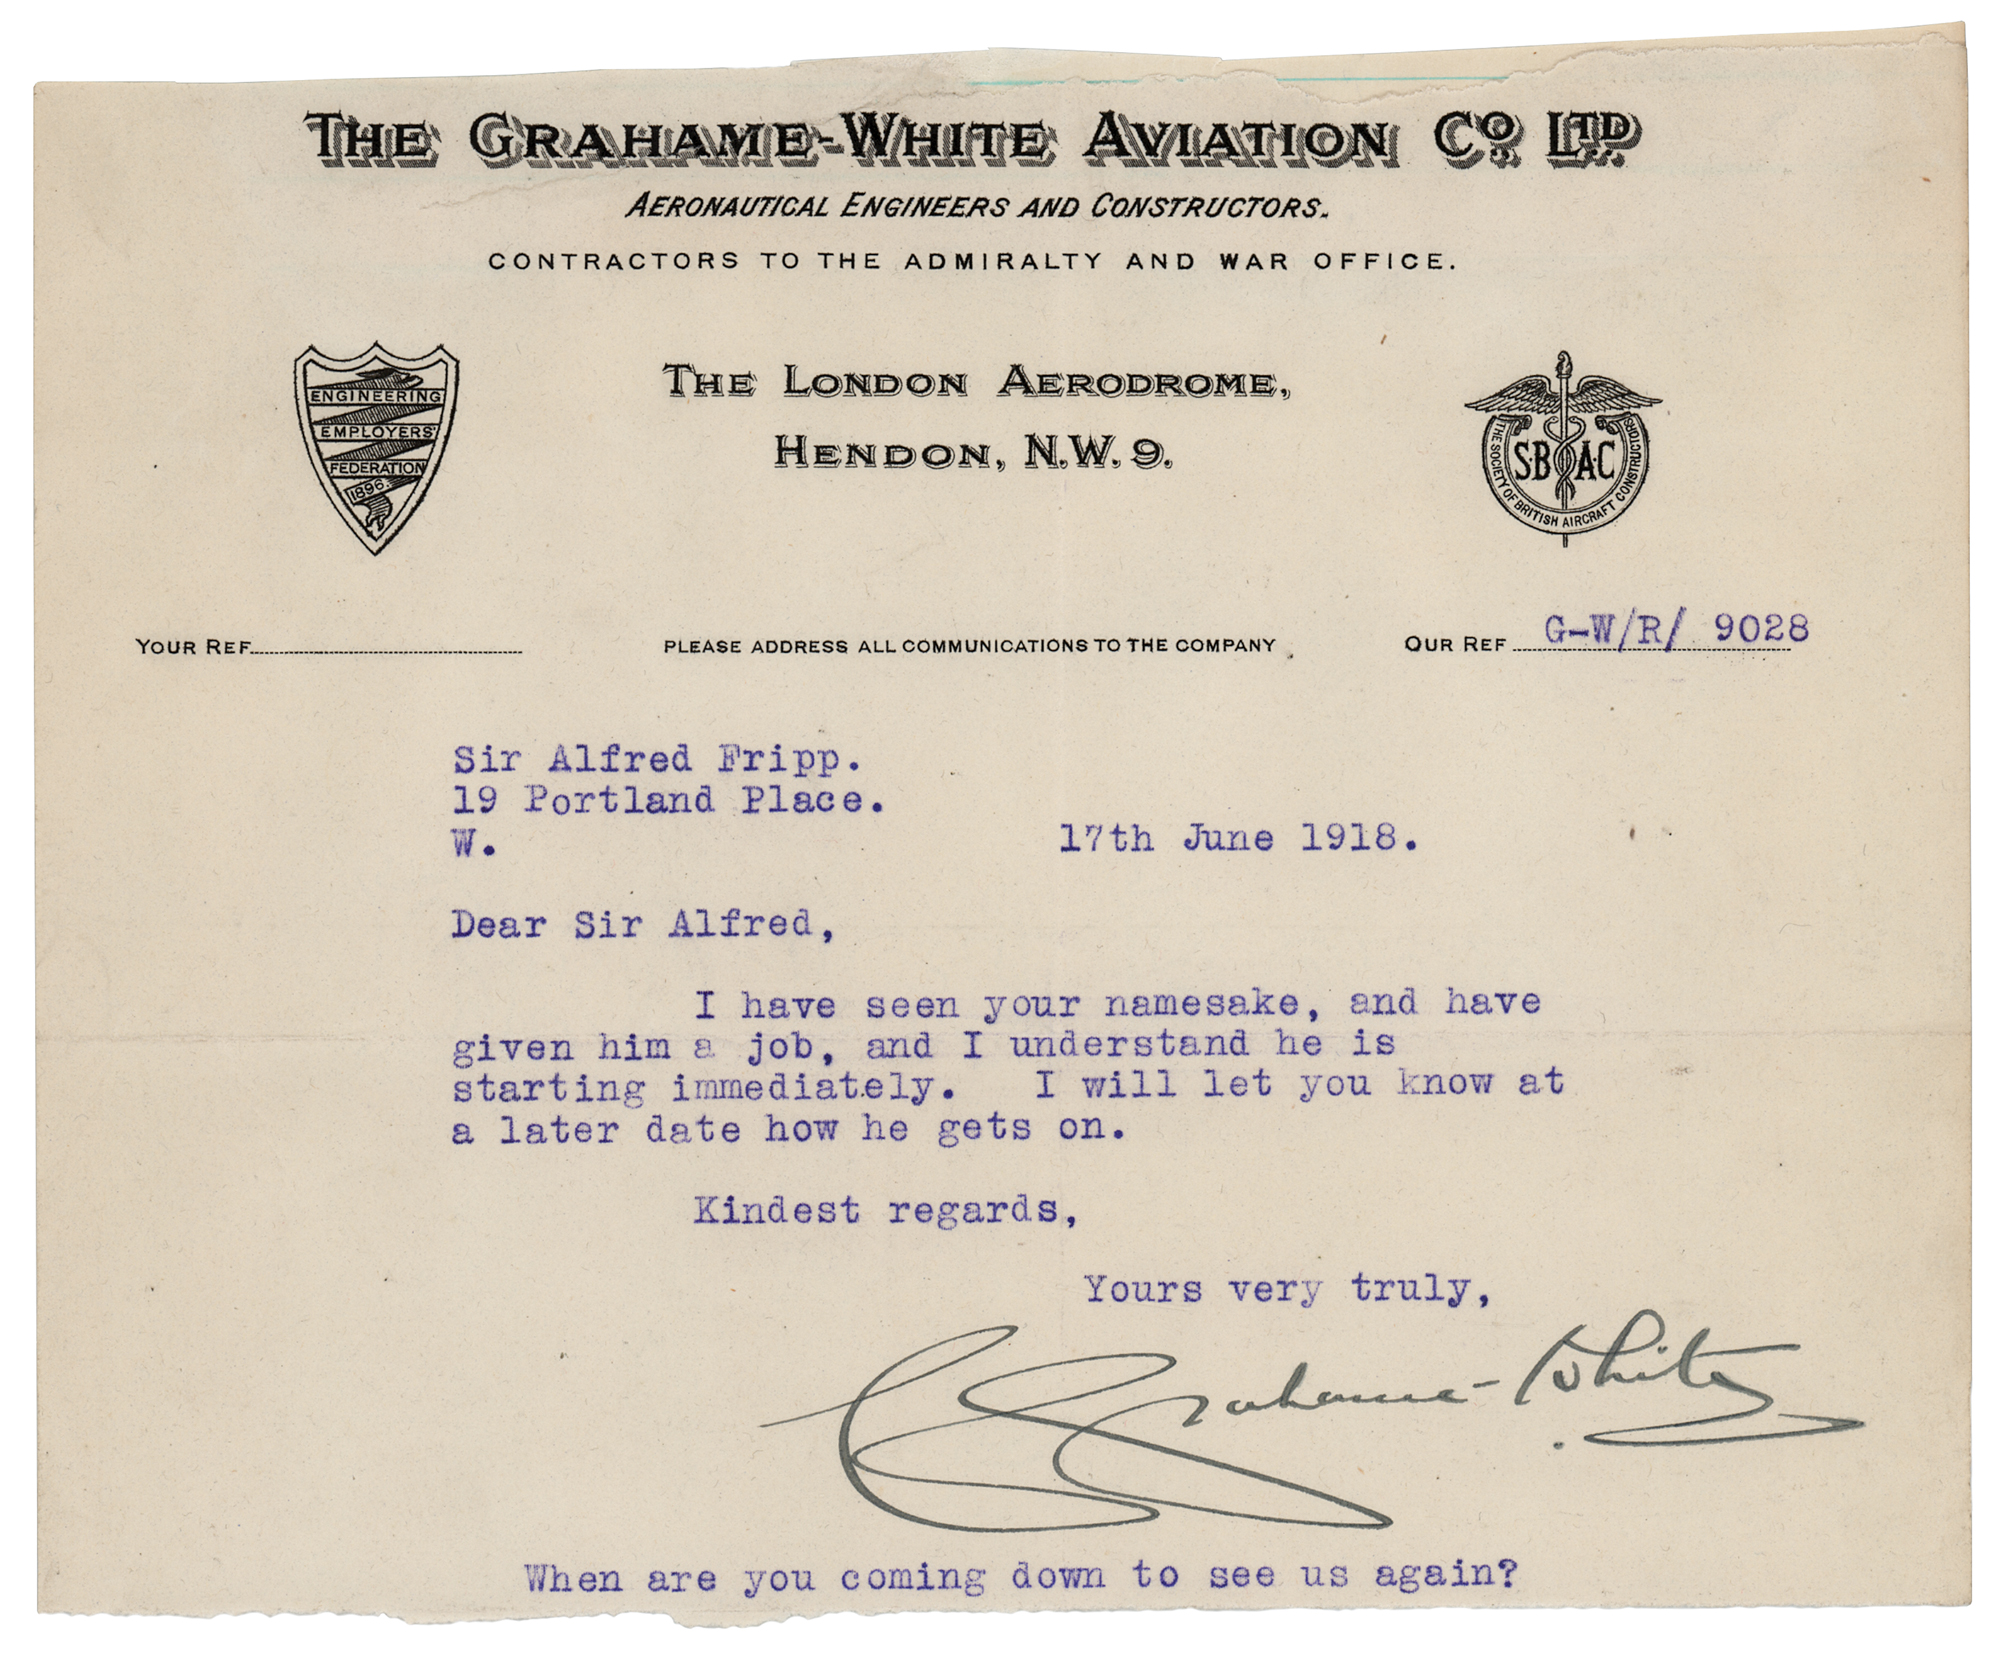 THE GRAHAME-WHITE AVIATION CO. LTD.
AERONAUTICAL ENGINEERS AND CONSTRUCTORS.
CONTRACTORS TO THE ADMIRALTY AND WAR OFFICE.
ENGINEERING
EMPLOYERS'
FEDERATION
1896.
THE LONDON AERODROME,
HENDON, N.W. 9.
S.B.A.C
THE SOCIETY OF BRITISH AIRCRAFT CONSTRUCTORS
YOUR REF.
PLEASE ADDRESS ALL COMMUNICATIONS TO THE COMPANY.
OUR REF G-W/R/ 9028
Sir Alfred Fripp.
19 Portland Place.
W.
17th June 1918.
Dear Sir Alfred,
I have seen your namesake, and have
given him a job, and I understand he is
starting immediately. I will let you know at
a later date how he gets on.
Kindest regards,
Yours very truly,
C Grahame-White
When are you coming down to see us again?